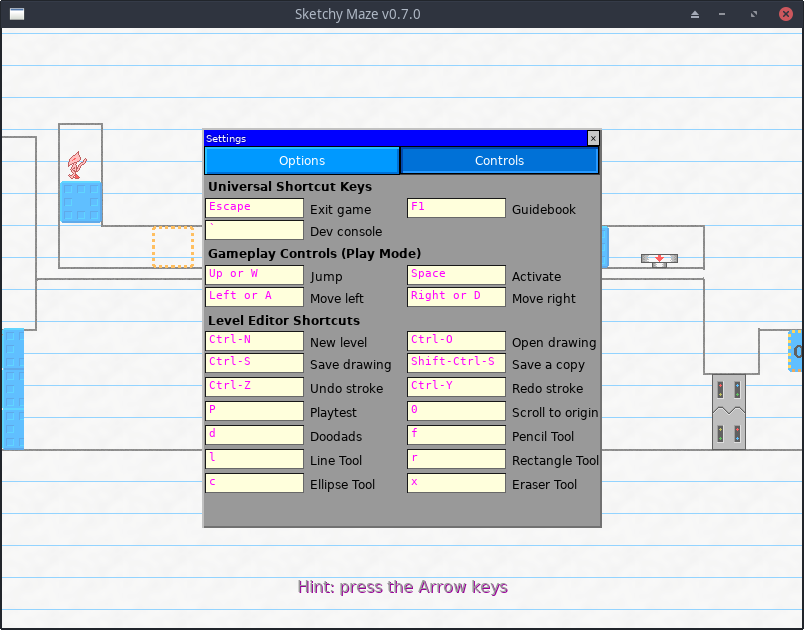 Sketchy Maze v0.7.0
Settings
Options Controls
Universal Shortcut Keys
Escape Exit game F1 Guidebook
` Dev console
Gameplay Controls (Play Mode)
Up or W Jump Space Activate
Left or A Move left Right or D Move right
Level Editor Shortcuts
Ctrl-N New level Ctrl-O Open drawing
Ctrl-S Save drawing Shift-Ctrl-S Save a copy
Ctrl-Z Undo stroke Ctrl-Y Redo stroke
P Playtest 0 Scroll to origin
d Doodads f Pencil Tool
l Line Tool r Rectangle Tool
c Ellipse Tool x Eraser Tool
Hint: press the Arrow keys